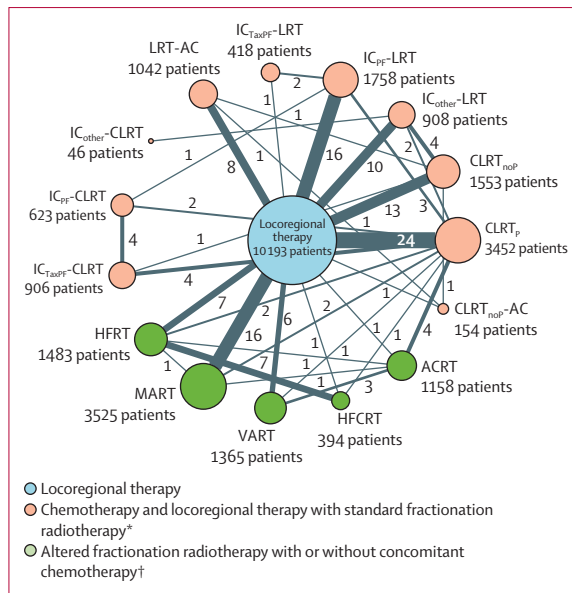 IC_TaxPF-LRT
418 patients
IC_PF-LRT
1758 patients
LRT-AC
1042 patients
IC_other-LRT
908 patients
IC_other-CLRT
46 patients
CLRT_noP
1553 patients
IC_PF-CLRT
623 patients
Locoregional
therapy
10 193 patients
CLRT_P
3452 patients
IC_TaxPF-CLRT
906 patients
CLRT_noP-AC
154 patients
HFRT
1483 patients
ACRT
1158 patients
MART
3525 patients
VART
1365 patients
HFCRT
394 patients
2
1
1
1
1
8
16
10
2
4
3
13
1
24
1
2
4
1
4
7
2
16
6
7
2
1
1
1
1
1
1
3
4
1
1
Locoregional therapy
Chemotherapy and locoregional therapy with standard fractionation
radiotherapy*
Altered fractionation radiotherapy with or without concomitant
chemotherapy†